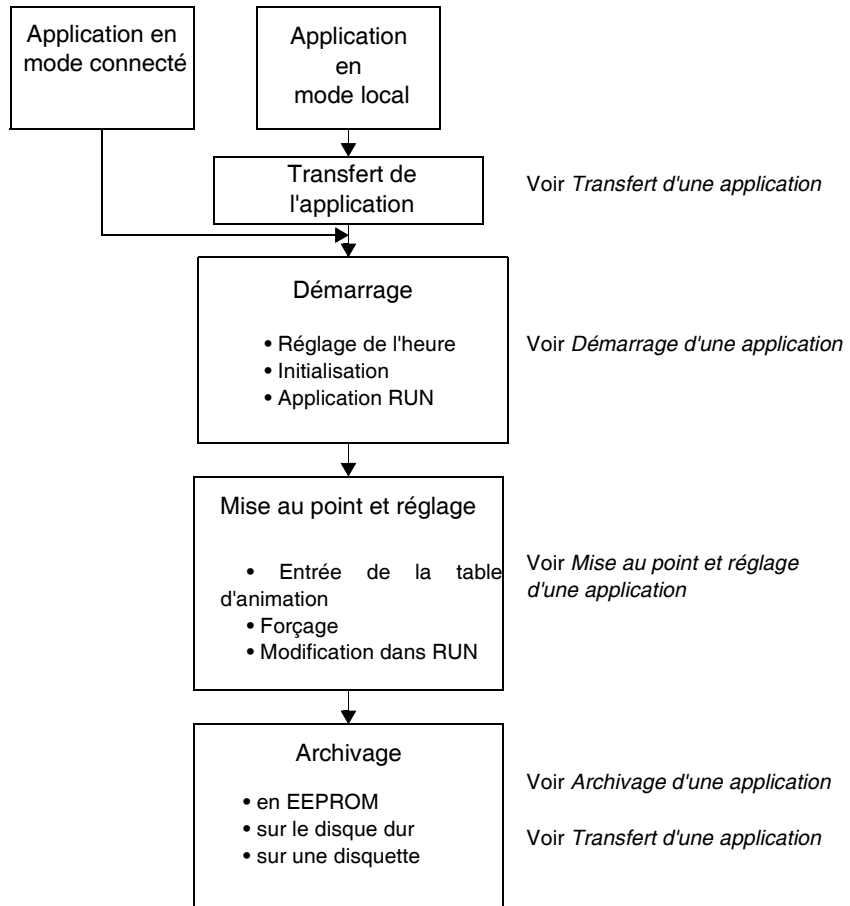 Application en
mode connecté
Application
en
mode local
Transfert de
l'application
Voir Transfert d'une application
Démarrage
• Réglage de l'heure
• Initialisation
• Application RUN
Voir Démarrage d'une application
Mise au point et réglage
• Entrée de la table
d'animation
• Forçage
• Modification dans RUN
Voir Mise au point et réglage
d'une application
Archivage
• en EEPROM
• sur le disque dur
• sur une disquette
Voir Archivage d'une application
Voir Transfert d'une application